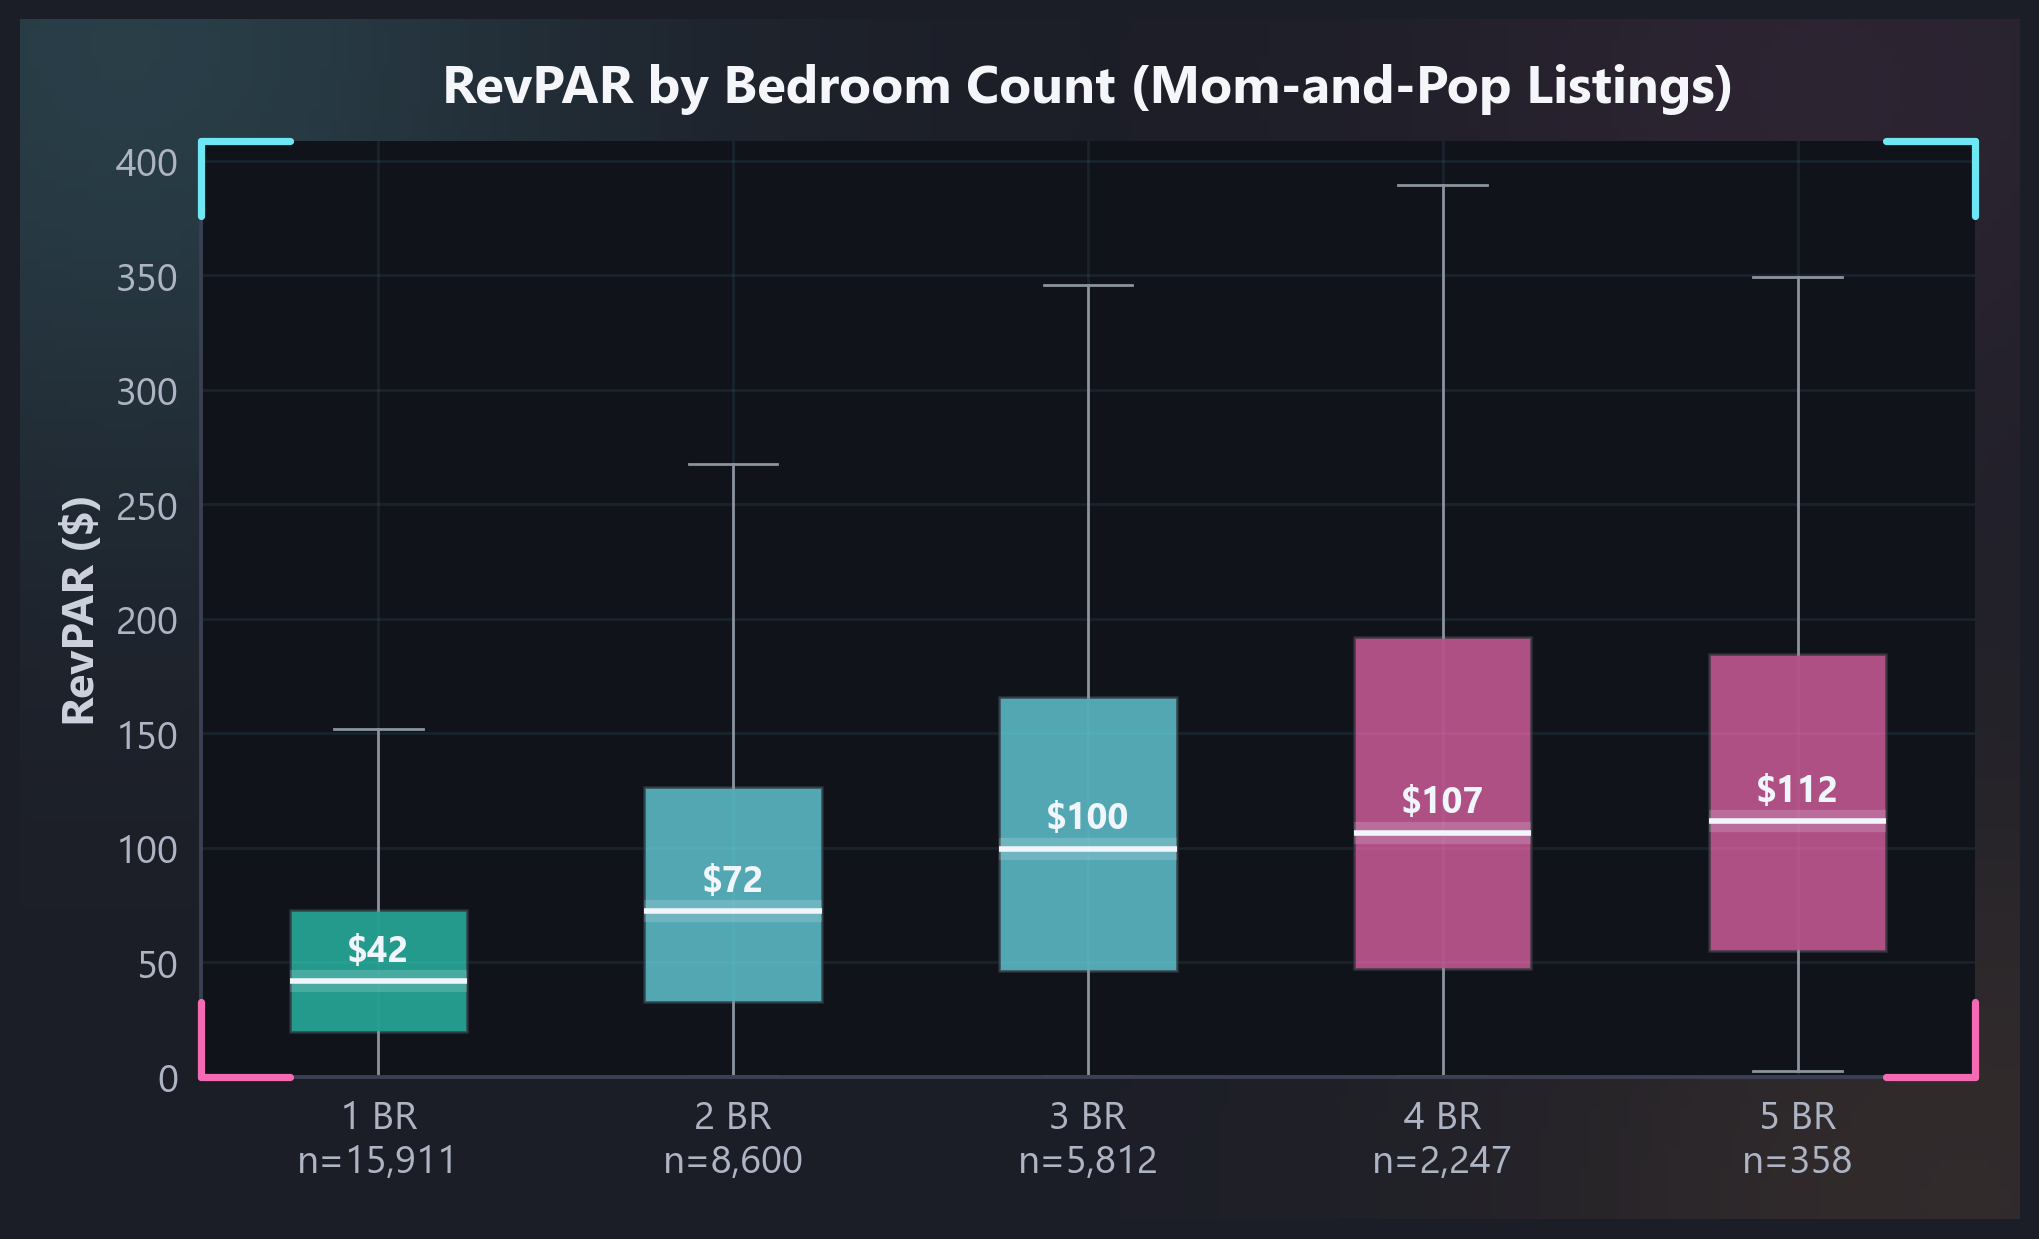 RevPAR by Bedroom Count (Mom-and-Pop Listings)
RevPAR ($)
400
350
300
250
200
150
100
50
0
$42
$72
$100
$107
$112
1 BR
n=15,911
2 BR
n=8,600
3 BR
n=5,812
4 BR
n=2,247
5 BR
n=358